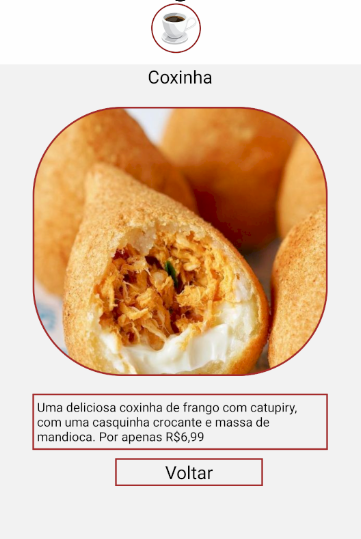 Coxinha
Uma deliciosa coxinha de frango com catupiry,
com uma casquinha crocante e massa de
mandioca. Por apenas R$6,99
Voltar